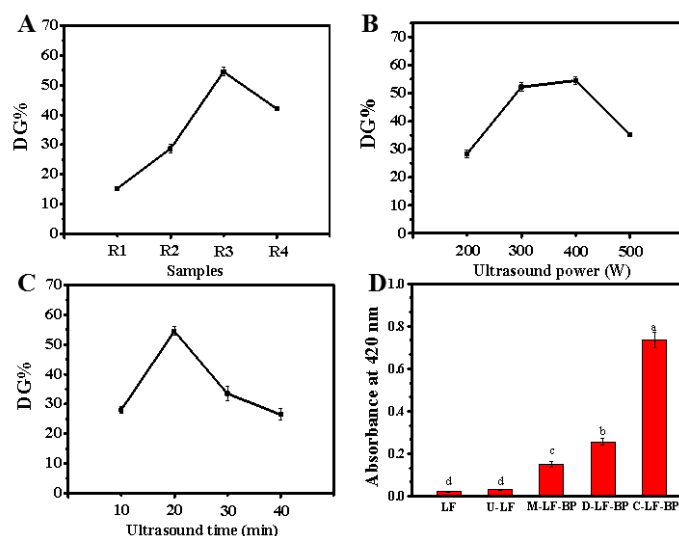 A
70
60
50
40
30
20
10
0
DG%
R1 R2 R3 R4
Samples
B
70
60
50
40
30
20
10
0
DG%
200 300 400 500
Ultrasound power (W)
C
70
60
50
40
30
20
10
0
DG%
10 20 30 40
Ultrasound time (min)
D
1.0
0.8
0.6
0.4
0.2
0.0
Absorbance at 420 nm
d d c b a
LF U-LF M-LF-BP D-LF-BP C-LF-BP